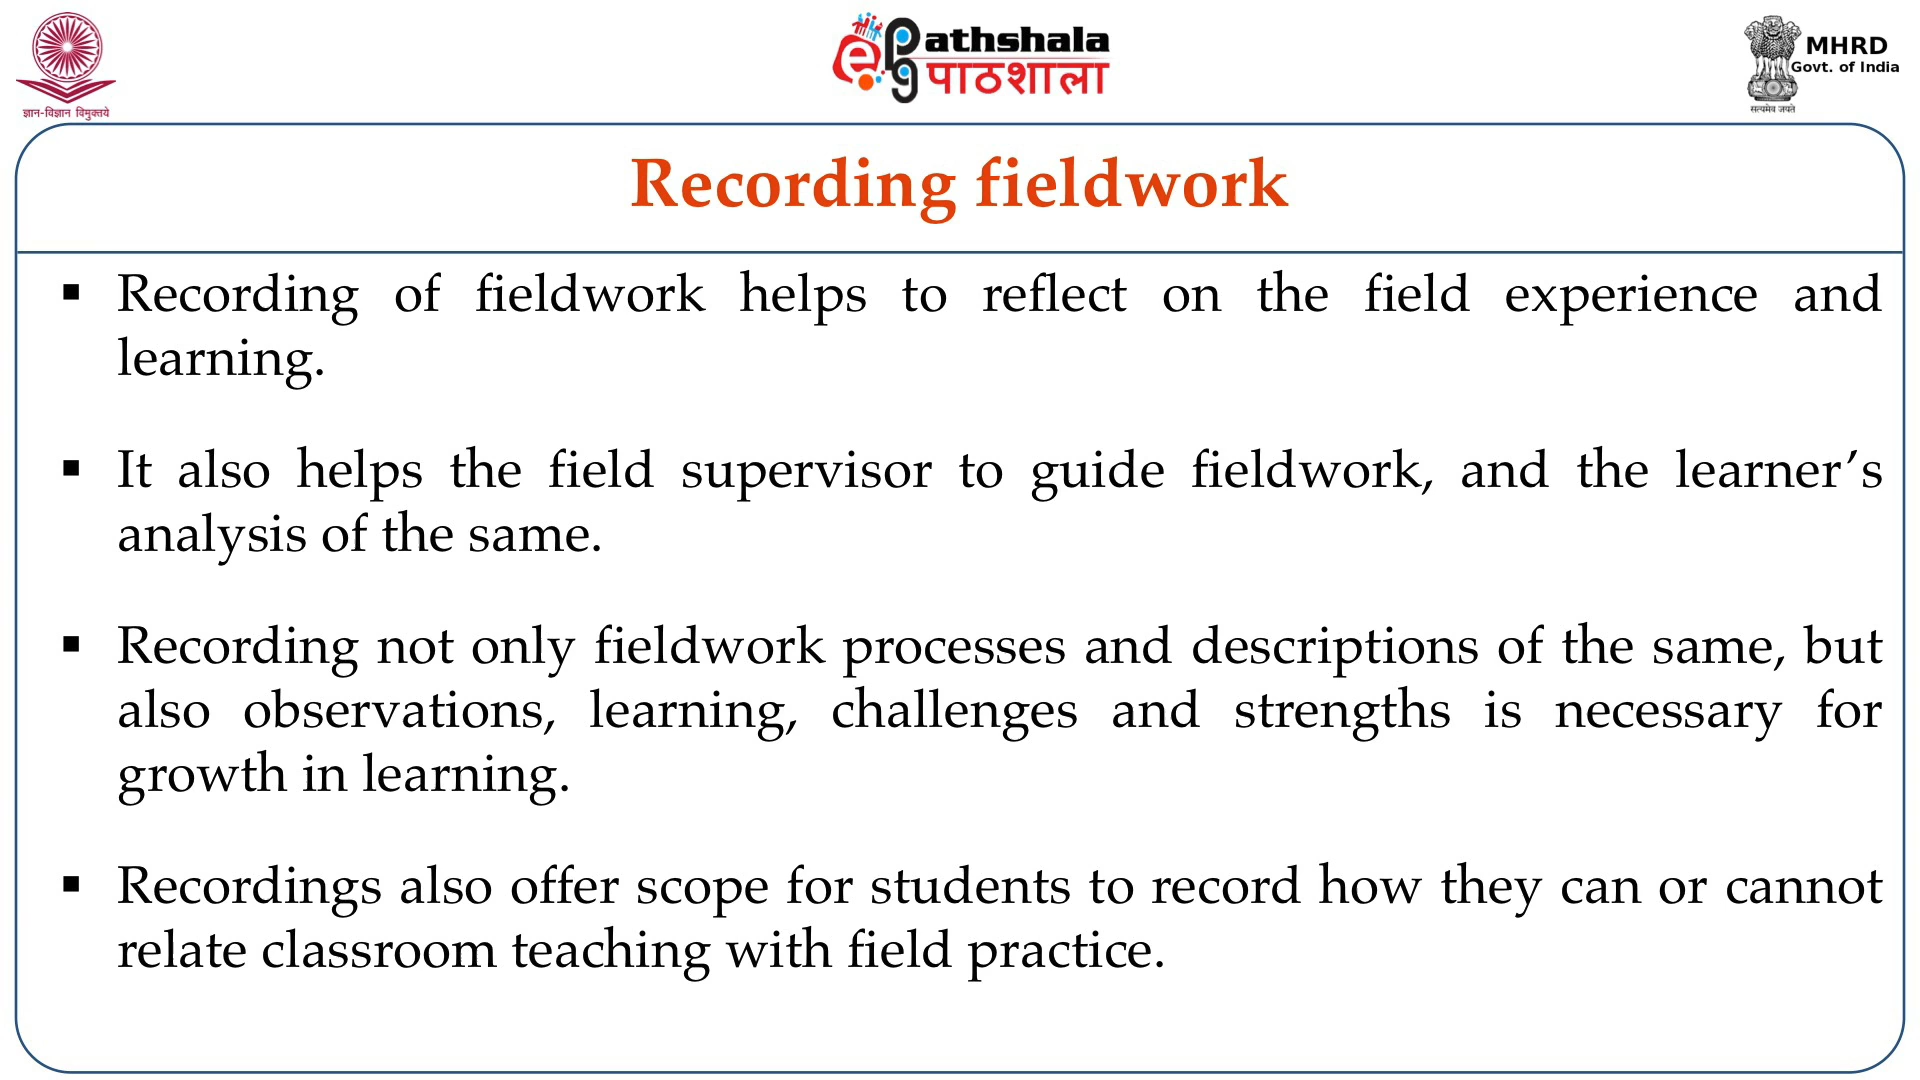 ज्ञान-विज्ञान विमुक्तये
ePG Pathshala
पाठशाला
MHRD
Govt. of India
सत्यमेव जयते
Recording fieldwork
▪ Recording of fieldwork helps to reflect on the field experience and
learning.
▪ It also helps the field supervisor to guide fieldwork, and the learner’s
analysis of the same.
▪ Recording not only fieldwork processes and descriptions of the same, but
also observations, learning, challenges and strengths is necessary for
growth in learning.
▪ Recordings also offer scope for students to record how they can or cannot
relate classroom teaching with field practice.